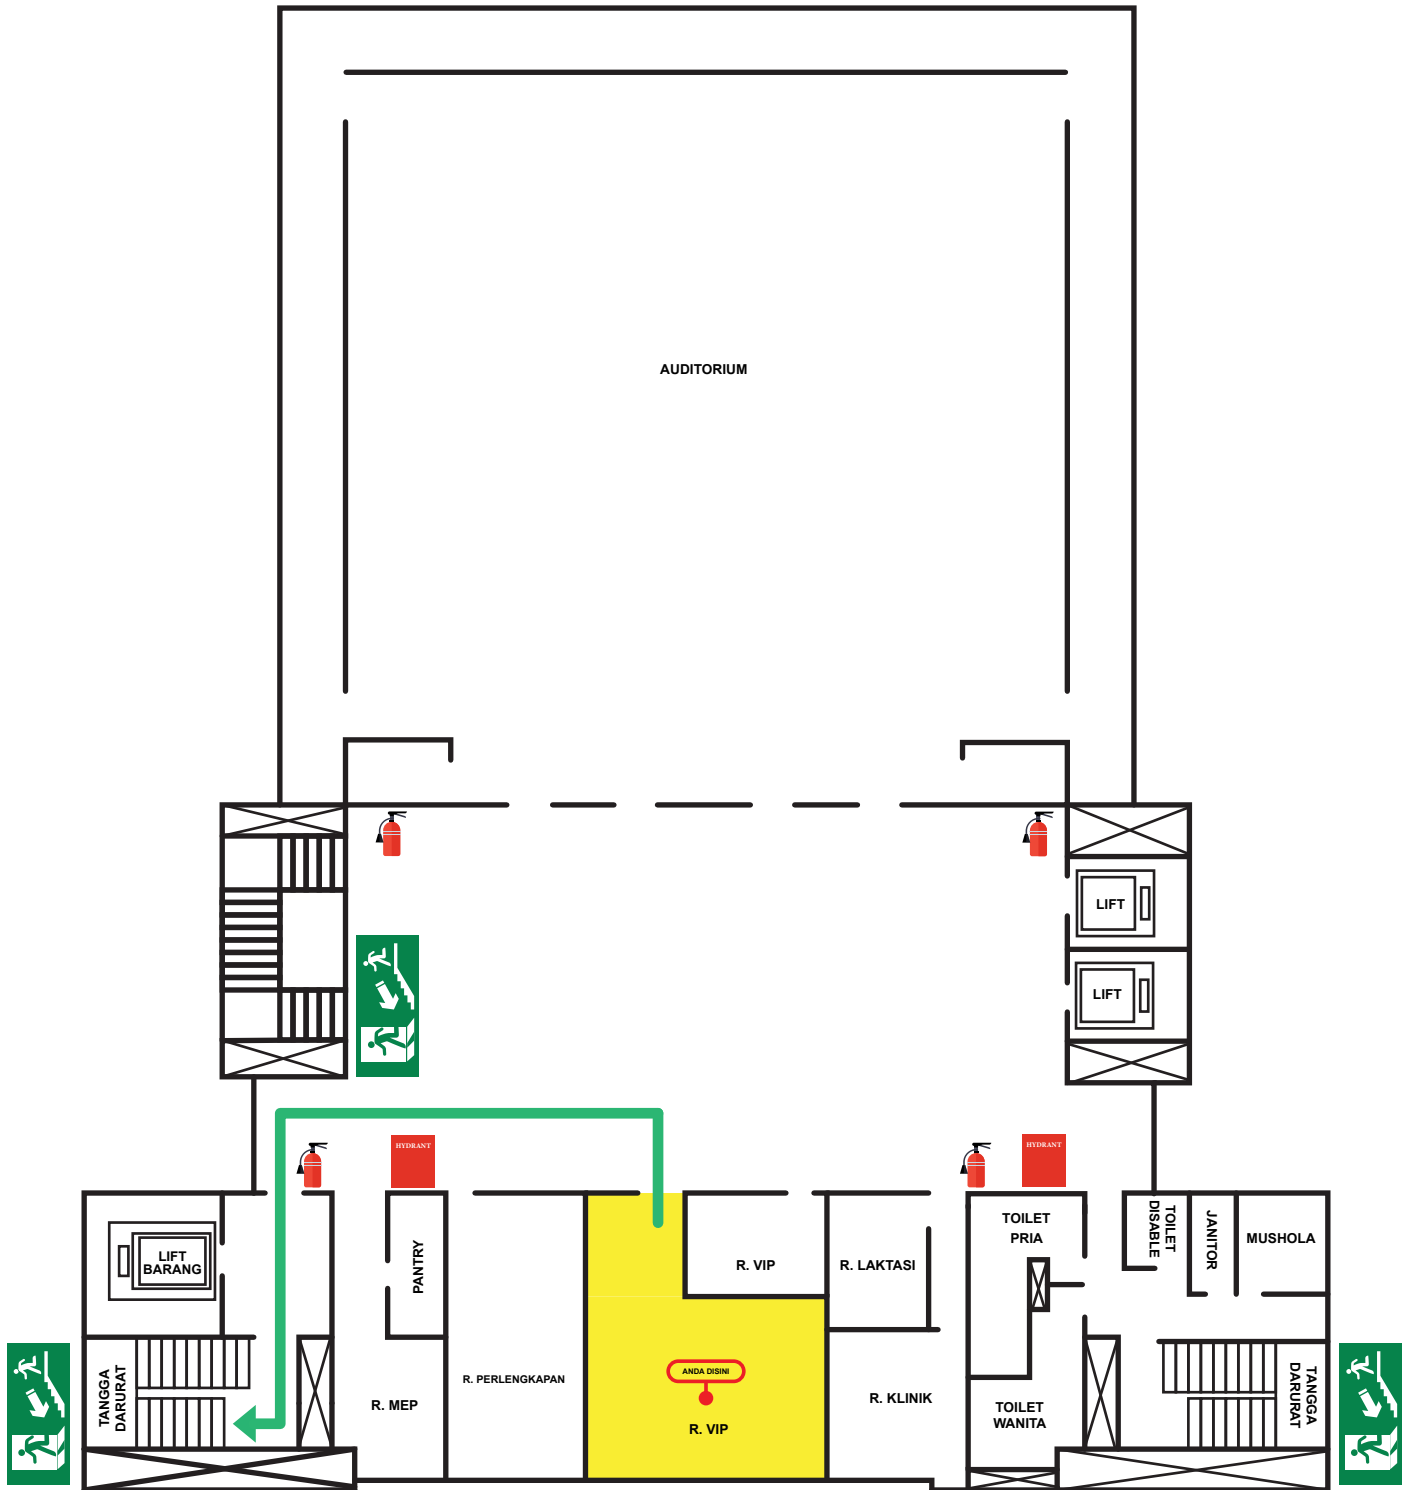 AUDITORIUM
LIFT
LIFT
HYDRANT
HYDRANT
LIFT
BARANG
PANTRY
R. VIP
R. LAKTASI
TOILET
PRIA
TOILET
DISABLE
JANITOR
MUSHOLA
TANGGA
DARURAT
R. MEP
R. PERLENGKAPAN
ANDA DISINI
R. VIP
R. KLINIK
TOILET
WANITA
TANGGA
DARURAT